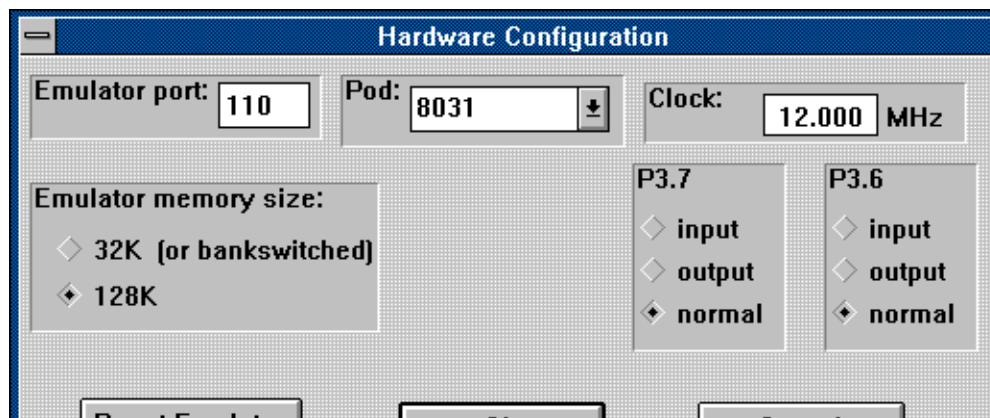 Hardware Configuration
Emulator port: 110
Pod: 8031
Clock: 12.000 MHz
Emulator memory size:
32K (or bankswitched)
128K
P3.7
input
output
normal
P3.6
input
output
normal